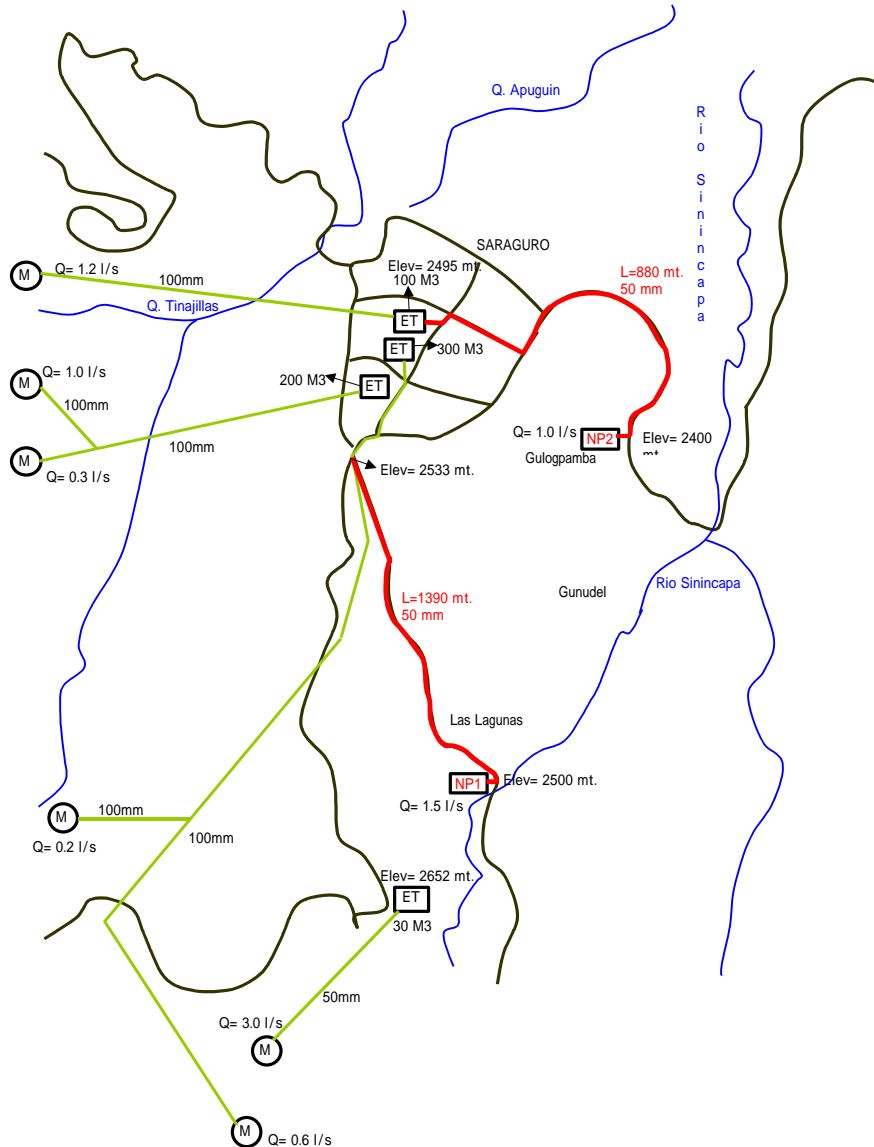 Q. Apuguin
Rio Sinincapa
SARAGURO
Elev= 2495 mt.
100 M3
L=880 mt.
50 mm
M
Q= 1.2 l/s
100mm
Q. Tinajillas
ET
ET
300 M3
200 M3
ET
M
Q= 1.0 l/s
100mm
100mm
M
Q= 0.3 l/s
Q= 1.0 l/s
NP2
Elev= 2400
mt.
Gulogpamba
Elev= 2533 mt.
L=1390 mt.
50 mm
Gunudel
Rio Sinincapa
Las Lagunas
NP1
Elev= 2500 mt.
Q= 1.5 l/s
100mm
M
Q= 0.2 l/s
100mm
Elev= 2652 mt.
ET
30 M3
50mm
Q= 3.0 l/s
M
M
Q= 0.6 l/s